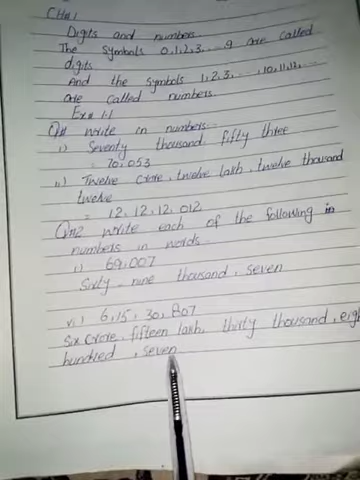 CH#1
Digits and numbers.
The symbols 0,1,2,3,...9 are called
digits
And the symbols 1,2,3,...,10,11,12,...
are called numbers.
Ex# 1.1
Q#1 write in numbers.
i) Seventy thousand, fifty three
= 70,053
ii) Twelve crore, twelve lakh, twelve thousand
twelve
= 12,12,12,012
Q#2 write each of the following in
numbers in words.
i) 69,007
Sixty-nine thousand, seven
vi) 6,15,30,807
six crore, fifteen lakh, thirty thousand, eigh
hundred, seven